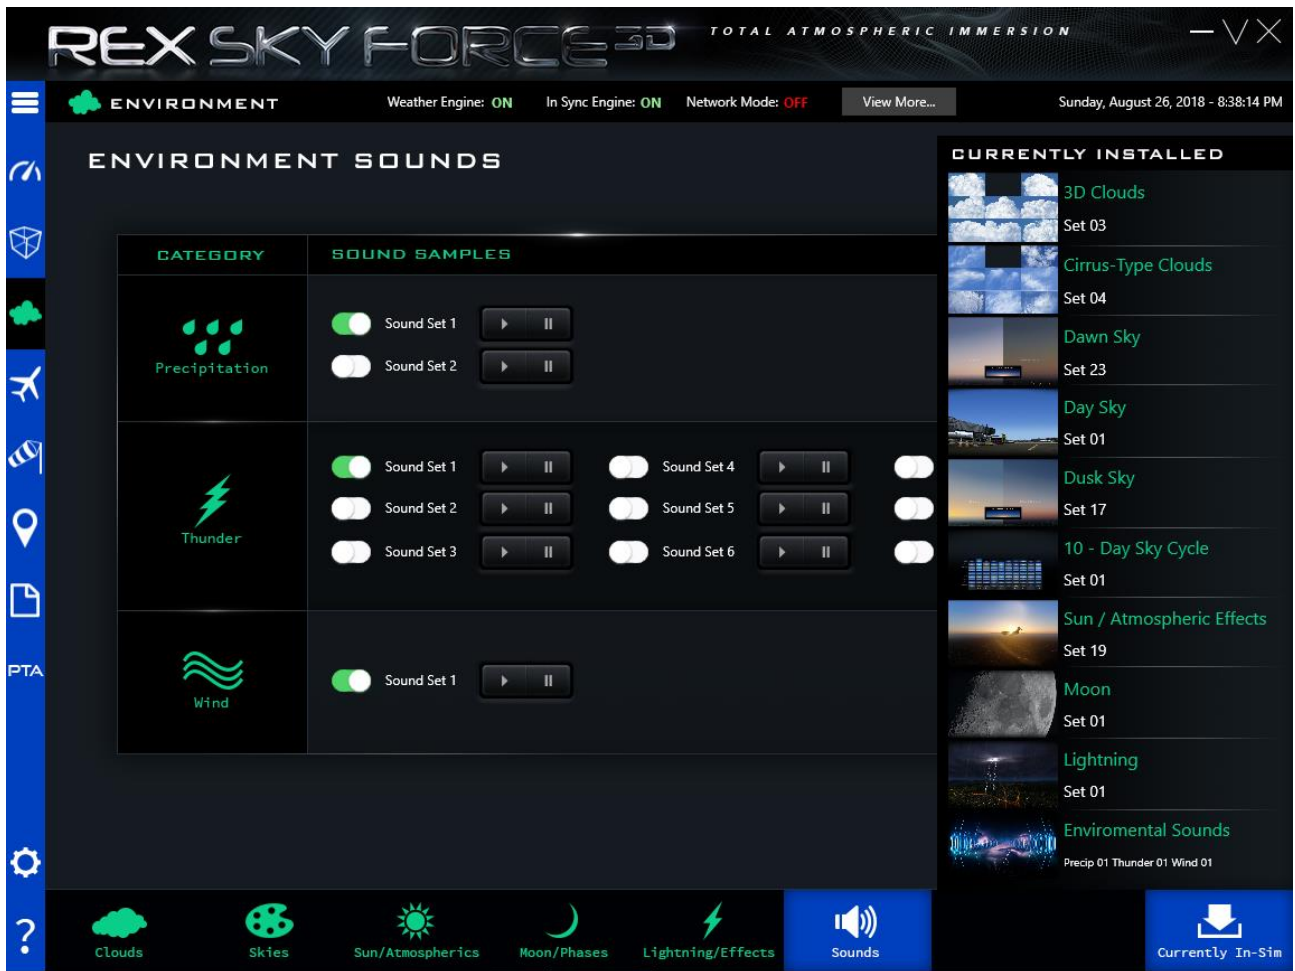 REX SKY FORCE 3D
TOTAL ATMOSPHERIC IMMERSION
ENVIRONMENT
Weather Engine: ON
In Sync Engine: ON
Network Mode: OFF
View More...
Sunday, August 26, 2018 - 8:38:14 PM
ENVIRONMENT SOUNDS
CATEGORY
SOUND SAMPLES
Precipitation
Sound Set 1
Sound Set 2
Thunder
Sound Set 1
Sound Set 4
Sound Set 2
Sound Set 5
Sound Set 3
Sound Set 6
Wind
Sound Set 1
CURRENTLY INSTALLED
3D Clouds
Set 03
Cirrus-Type Clouds
Set 04
Dawn Sky
Set 23
Day Sky
Set 01
Dusk Sky
Set 17
10 - Day Sky Cycle
Set 01
Sun / Atmospheric Effects
Set 19
Moon
Set 01
Lightning
Set 01
Enviromental Sounds
Precip 01 Thunder 01 Wind 01
PTA
?
Clouds
Skies
Sun/Atmospherics
Moon/Phases
Lightning/Effects
Sounds
Currently In-Sim